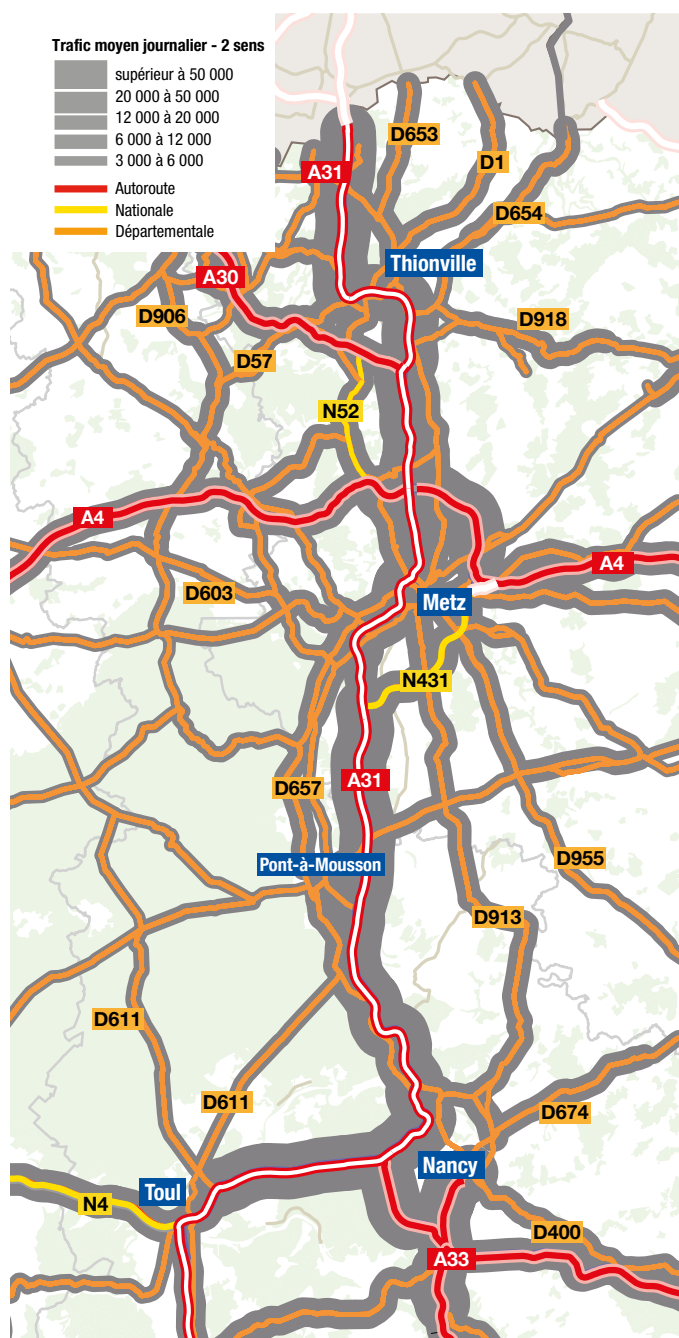 Trafic moyen journalier - 2 sens
supérieur à 50 000
20 000 à 50 000
12 000 à 20 000
6 000 à 12 000
3 000 à 6 000
Autoroute
Nationale
Départementale
D653
D1
A31
D654
Thionville
A30
D906
D918
D57
N52
A4
A4
D603
Metz
N431
A31
D657
D955
Pont-à-Mousson
D913
D611
D611
D674
Nancy
Toul
N4
D400
A33